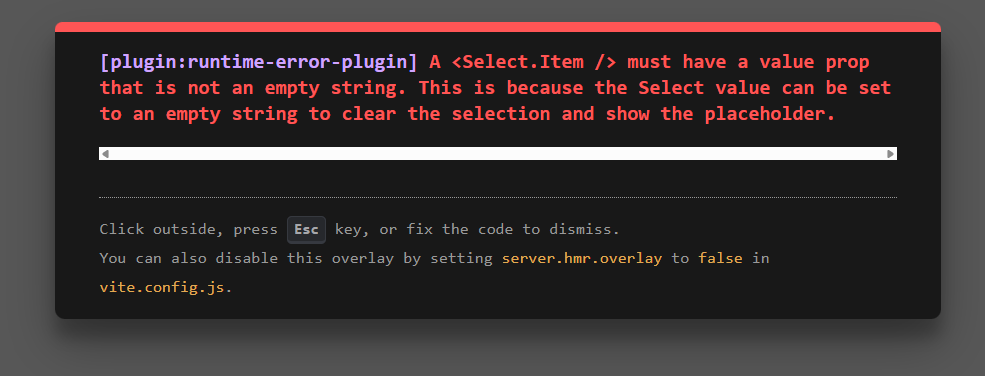 [plugin:runtime-error-plugin] A <Select.Item /> must have a value prop
that is not an empty string. This is because the Select value can be set
to an empty string to clear the selection and show the placeholder.
Click outside, press Esc key, or fix the code to dismiss.
You can also disable this overlay by setting server.hmr.overlay to false in
vite.config.js.